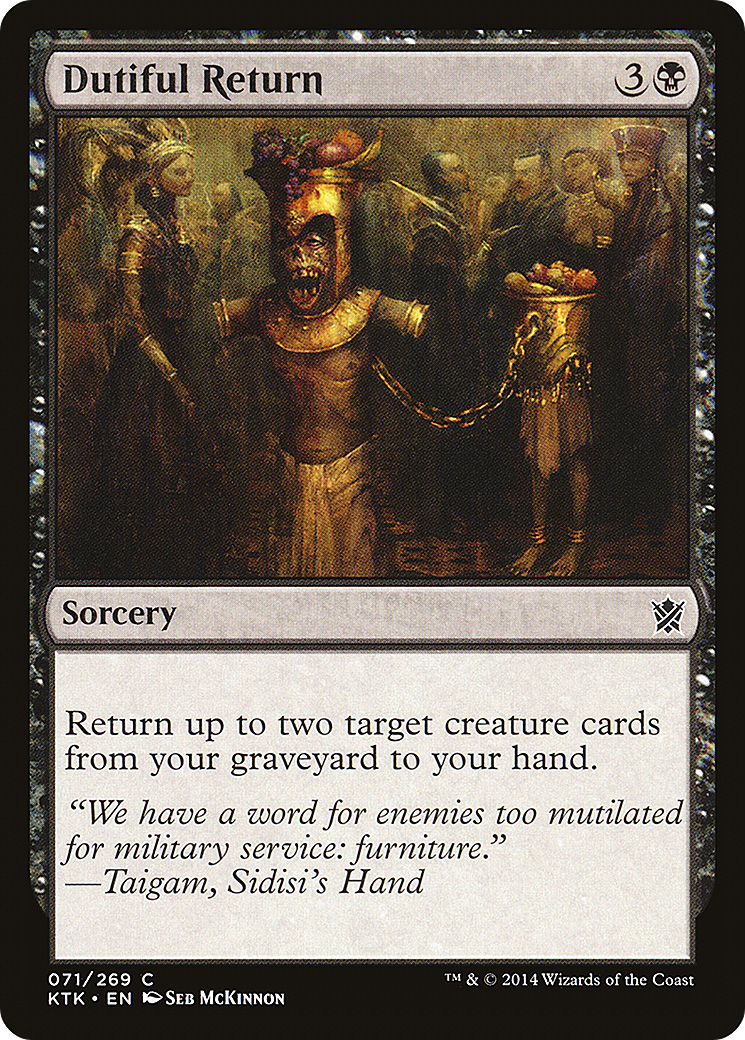 Dutiful Return
3
Sorcery
Return up to two target creature cards
from your graveyard to your hand.
“We have a word for enemies too mutilated
for military service: furniture.”
—Taigam, Sidisi’s Hand
071/269 C
™ & © 2014 Wizards of the Coast
KTK • EN Seb McKinnon